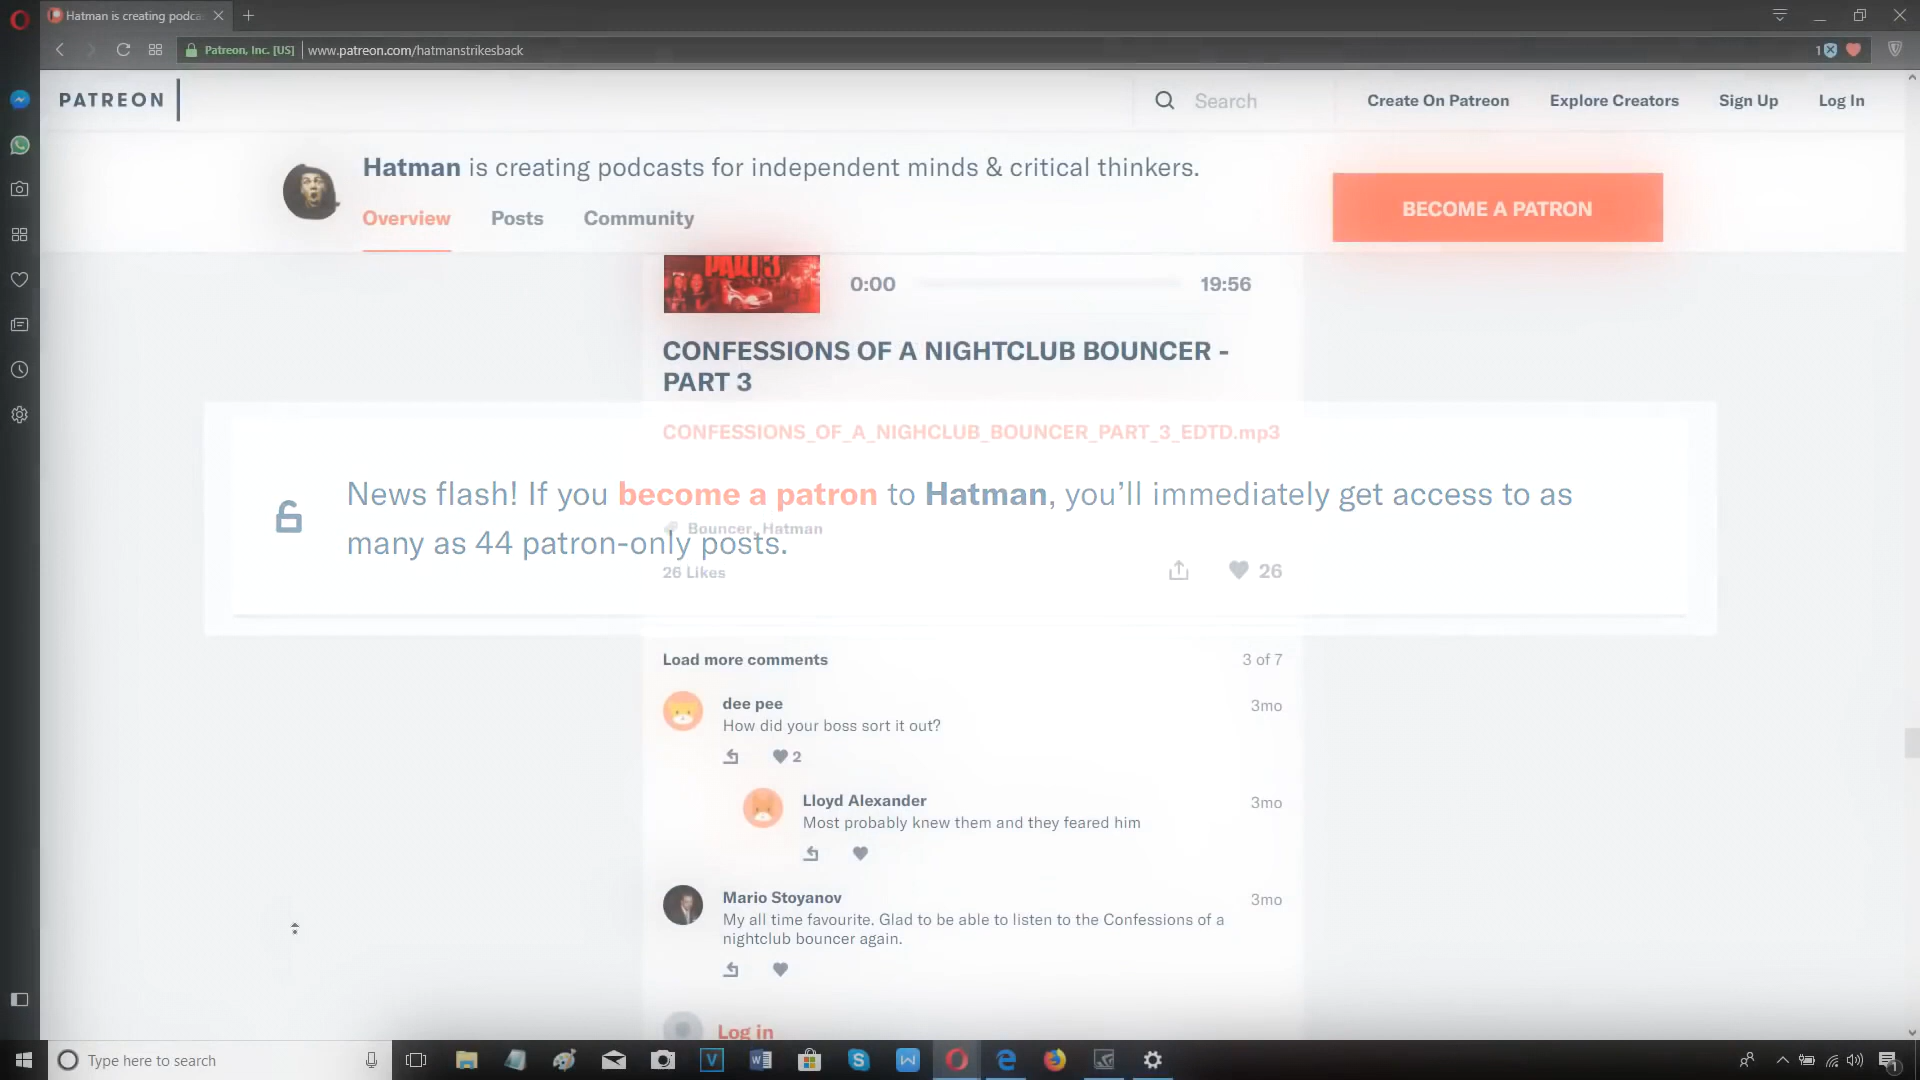 Hatman is creating podca
Patreon, Inc. [US]
www.patreon.com/hatmanstrikesback
1
PATREON
Search
Create On Patreon
Explore Creators
Sign Up
Log In
Hatman is creating podcasts for independent minds & critical thinkers.
Overview
Posts
Community
BECOME A PATRON
PART 3
0:00
19:56
CONFESSIONS OF A NIGHTCLUB BOUNCER -
PART 3
CONFESSIONS_OF_A_NIGHCLUB_BOUNCER_PART_3_EDTD.mp3
News flash! If you become a patron to Hatman, you'll immediately get access to as
many as 44 patron-only posts.
Bouncer, Hatman
26 Likes
26
Load more comments
3 of 7
dee pee
3mo
How did your boss sort it out?
2
Lloyd Alexander
3mo
Most probably knew them and they feared him
Mario Stoyanov
3mo
My all time favourite. Glad to be able to listen to the Confessions of a
nightclub bouncer again.
Log in
Type here to search
1